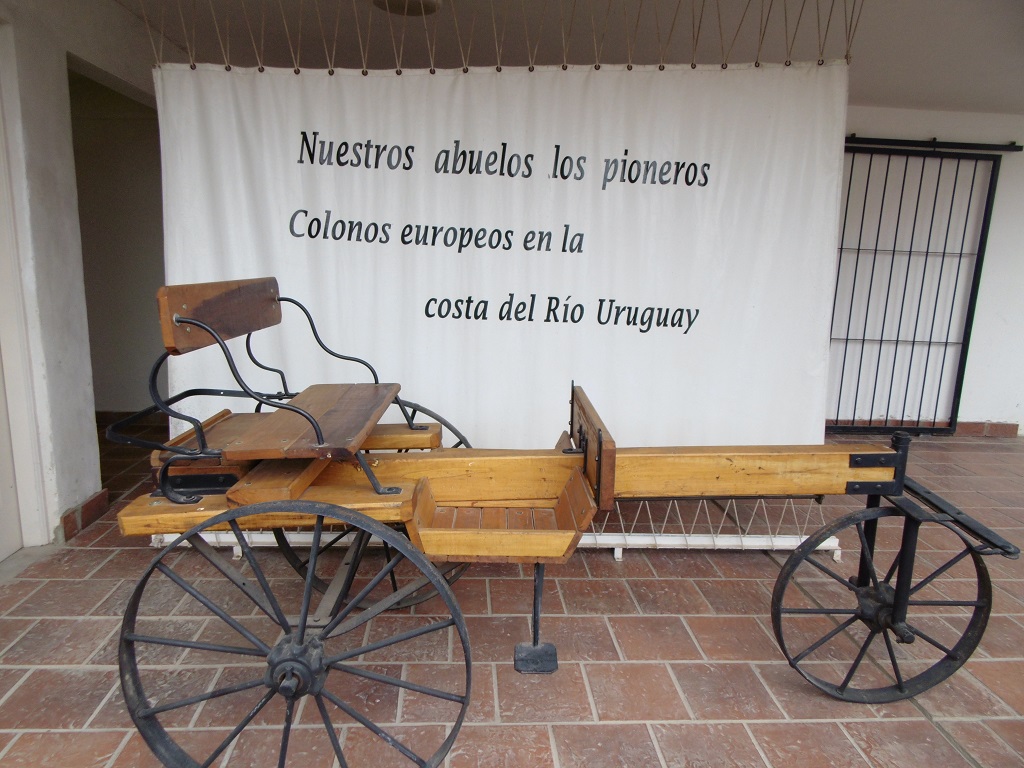 Nuestros abuelos los pioneros
Colonos europeos en la
costa del Río Uruguay